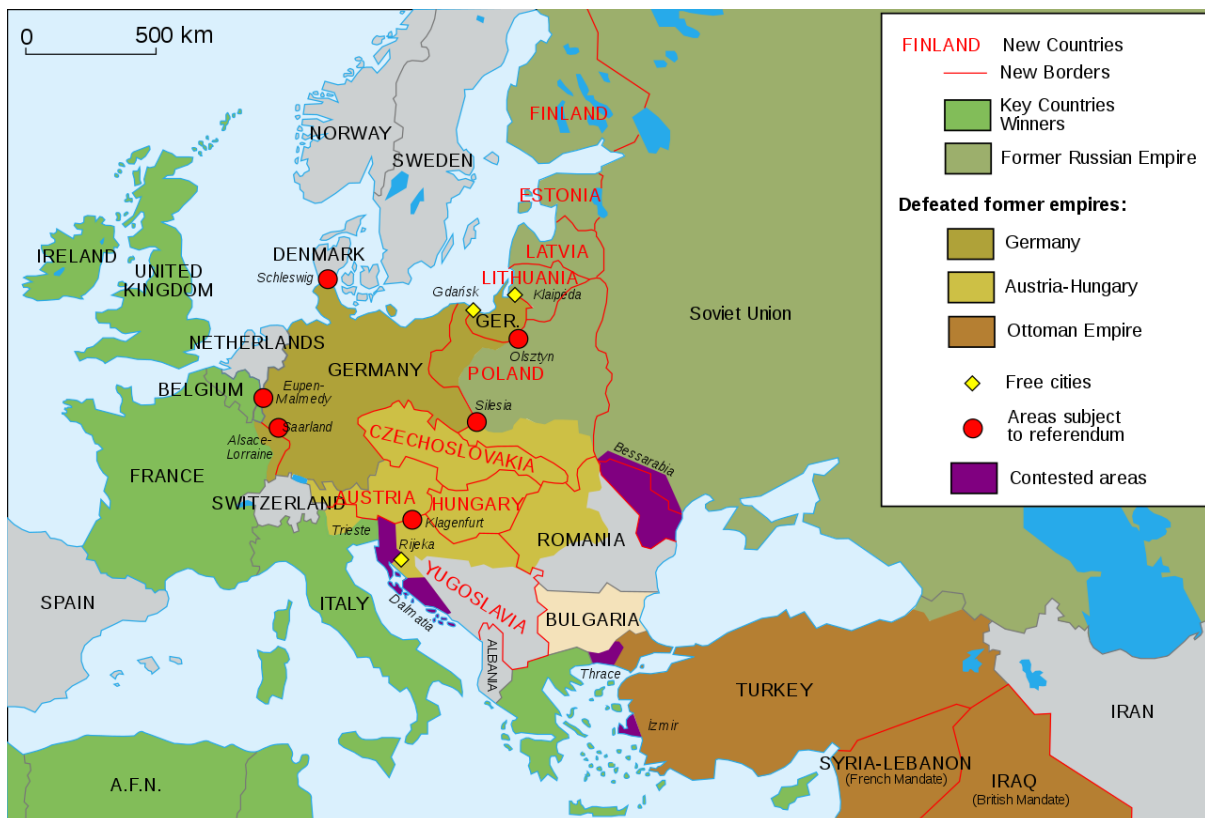 0 500 km
FINLAND New Countries
New Borders
Key Countries
Winners
Former Russian Empire
Defeated former empires:
Germany
Austria-Hungary
Ottoman Empire
Free cities
Areas subject
to referendum
Contested areas
NORWAY
SWEDEN
FINLAND
ESTONIA
LATVIA
LITHUANIA
Klaipėda
DENMARK
Schleswig
Gdańsk
GER.
Olsztyn
IRELAND
UNITED
KINGDOM
Soviet Union
NETHERLANDS
GERMANY
POLAND
BELGIUM
Eupen-
Malmedy
Silesia
Saarland
Alsace-
Lorraine
CZECHOSLOVAKIA
Bessarabia
FRANCE
SWITZERLAND
AUSTRIA
HUNGARY
Klagenfurt
Trieste
Rijeka
ROMANIA
SPAIN
ITALY
Dalmatia
YUGOSLAVIA
BULGARIA
ALBANIA
Thrace
TURKEY
İzmir
IRAN
SYRIA-LEBANON
(French Mandate)
IRAQ
(British Mandate)
A.F.N.